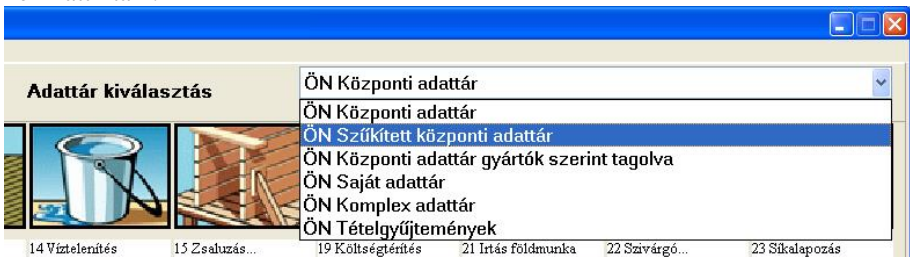 Adattár kiválasztás
ÖN Központi adattár
ÖN Központi adattár
ÖN Szűkített központi adattár
ÖN Központi adattár gyártók szerint tagolva
ÖN Saját adattár
ÖN Komplex adattár
ÖN Tételgyűjtemények
14 Víztelenítés
15 Zsaluzás...
19 Költségtérítés
21 Irtás földmunka
22 Szivárgó...
23 Síkalapozás